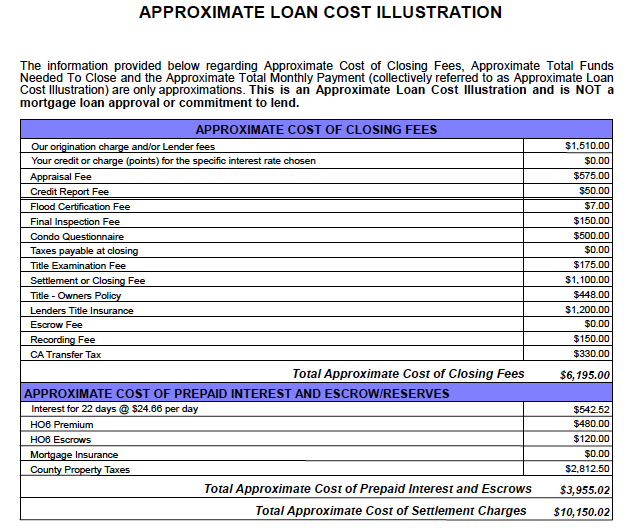 APPROXIMATE LOAN COST ILLUSTRATION
The information provided below regarding Approximate Cost of Closing Fees, Approximate Total Funds
Needed To Close and the Approximate Total Monthly Payment (collectively referred to as Approximate Loan
Cost Illustration) are only approximations. This is an Approximate Loan Cost Illustration and is NOT a
mortgage loan approval or commitment to lend.
APPROXIMATE COST OF CLOSING FEES
Our origination charge and/or Lender fees $1,510.00
Your credit or charge (points) for the specific interest rate chosen $0.00
Appraisal Fee $575.00
Credit Report Fee $50.00
Flood Certification Fee $7.00
Final Inspection Fee $150.00
Condo Questionnaire $500.00
Taxes payable at closing $0.00
Title Examination Fee $175.00
Settlement or Closing Fee $1,100.00
Title - Owners Policy $448.00
Lenders Title Insurance $1,200.00
Escrow Fee $0.00
Recording Fee $150.00
CA Transfer Tax $330.00
Total Approximate Cost of Closing Fees $6,195.00
APPROXIMATE COST OF PREPAID INTEREST AND ESCROW/RESERVES
Interest for 22 days @ $24.66 per day $542.52
HO6 Premium $480.00
HO6 Escrows $120.00
Mortgage Insurance $0.00
County Property Taxes $2,812.50
Total Approximate Cost of Prepaid Interest and Escrows $3,955.02
Total Approximate Cost of Settlement Charges $10,150.02